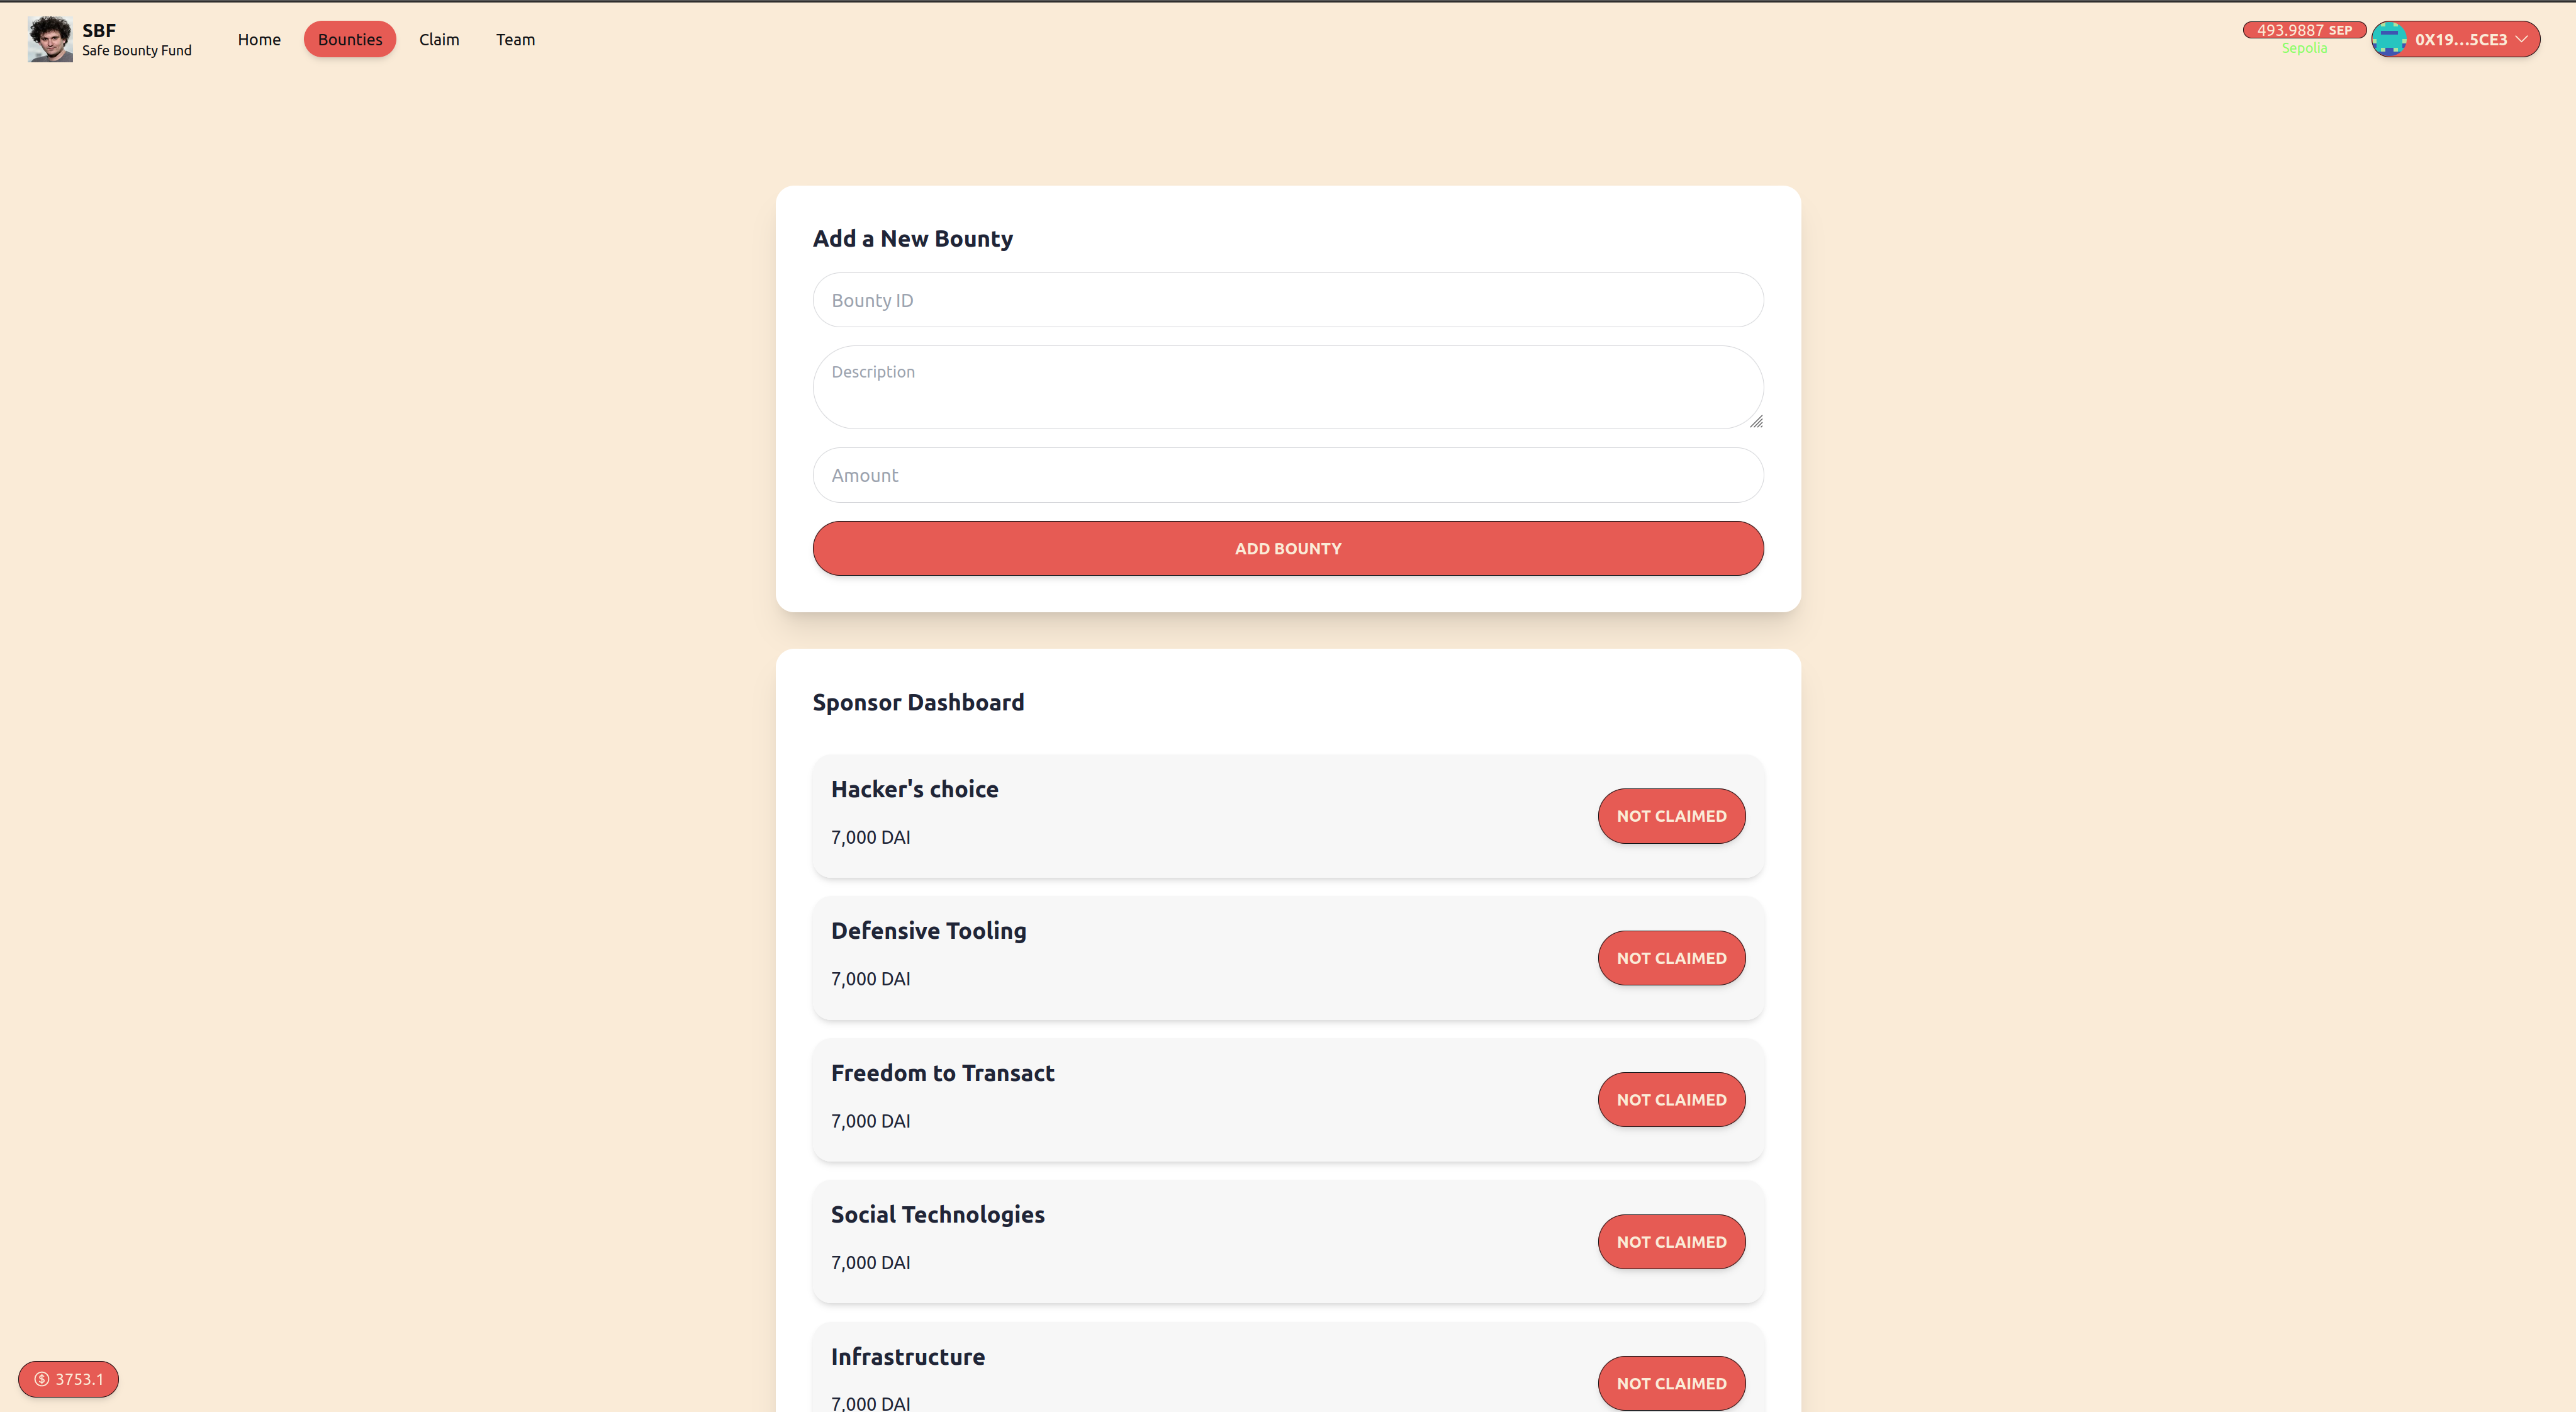 SBF
Safe Bounty Fund
Home
Bounties
Claim
Team
493.9887 SEP
Sepolia
0X19...5CE3
Add a New Bounty
Bounty ID
Description
Amount
ADD BOUNTY
Sponsor Dashboard
Hacker's choice
7,000 DAI
NOT CLAIMED
Defensive Tooling
7,000 DAI
NOT CLAIMED
Freedom to Transact
7,000 DAI
NOT CLAIMED
Social Technologies
7,000 DAI
NOT CLAIMED
Infrastructure
7,000 DAI
NOT CLAIMED
3753.1